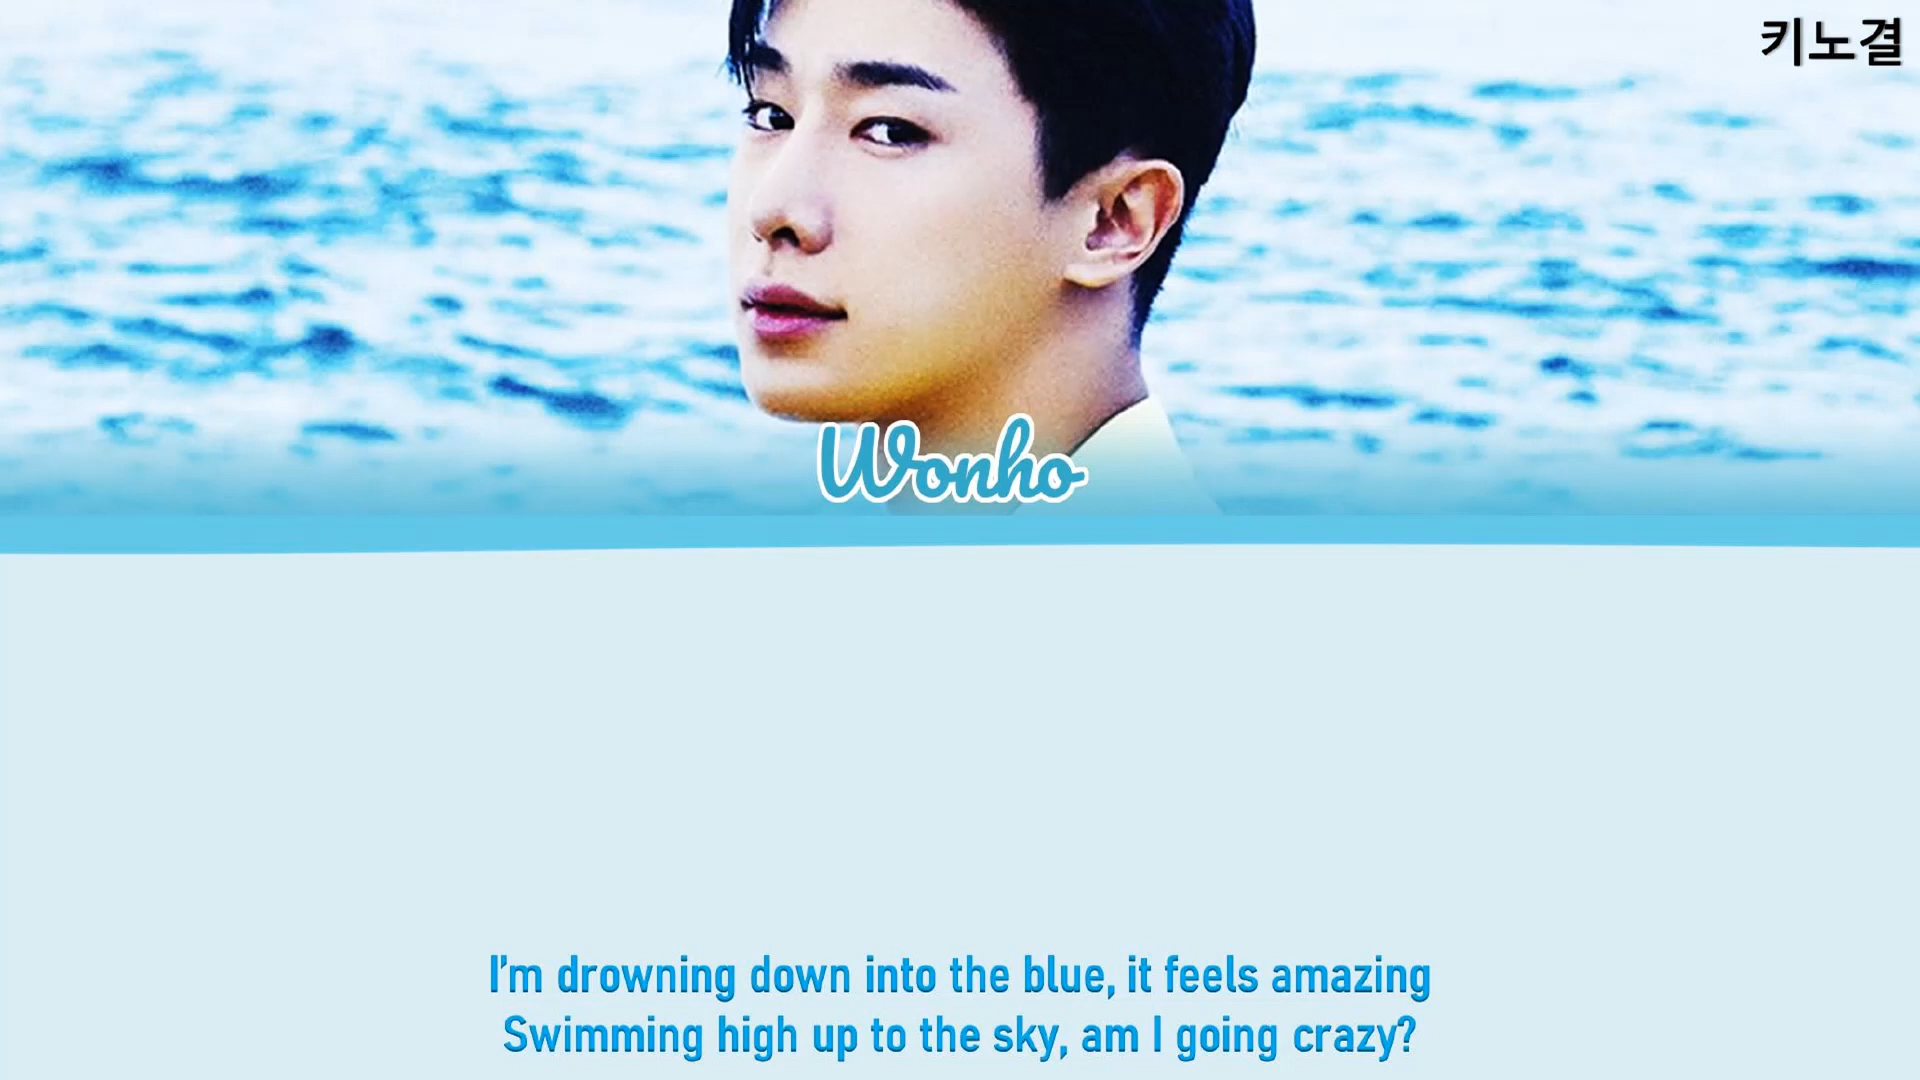 키노결
Wonho
I'm drowning down into the blue, it feels amazing
Swimming high up to the sky, am I going crazy?